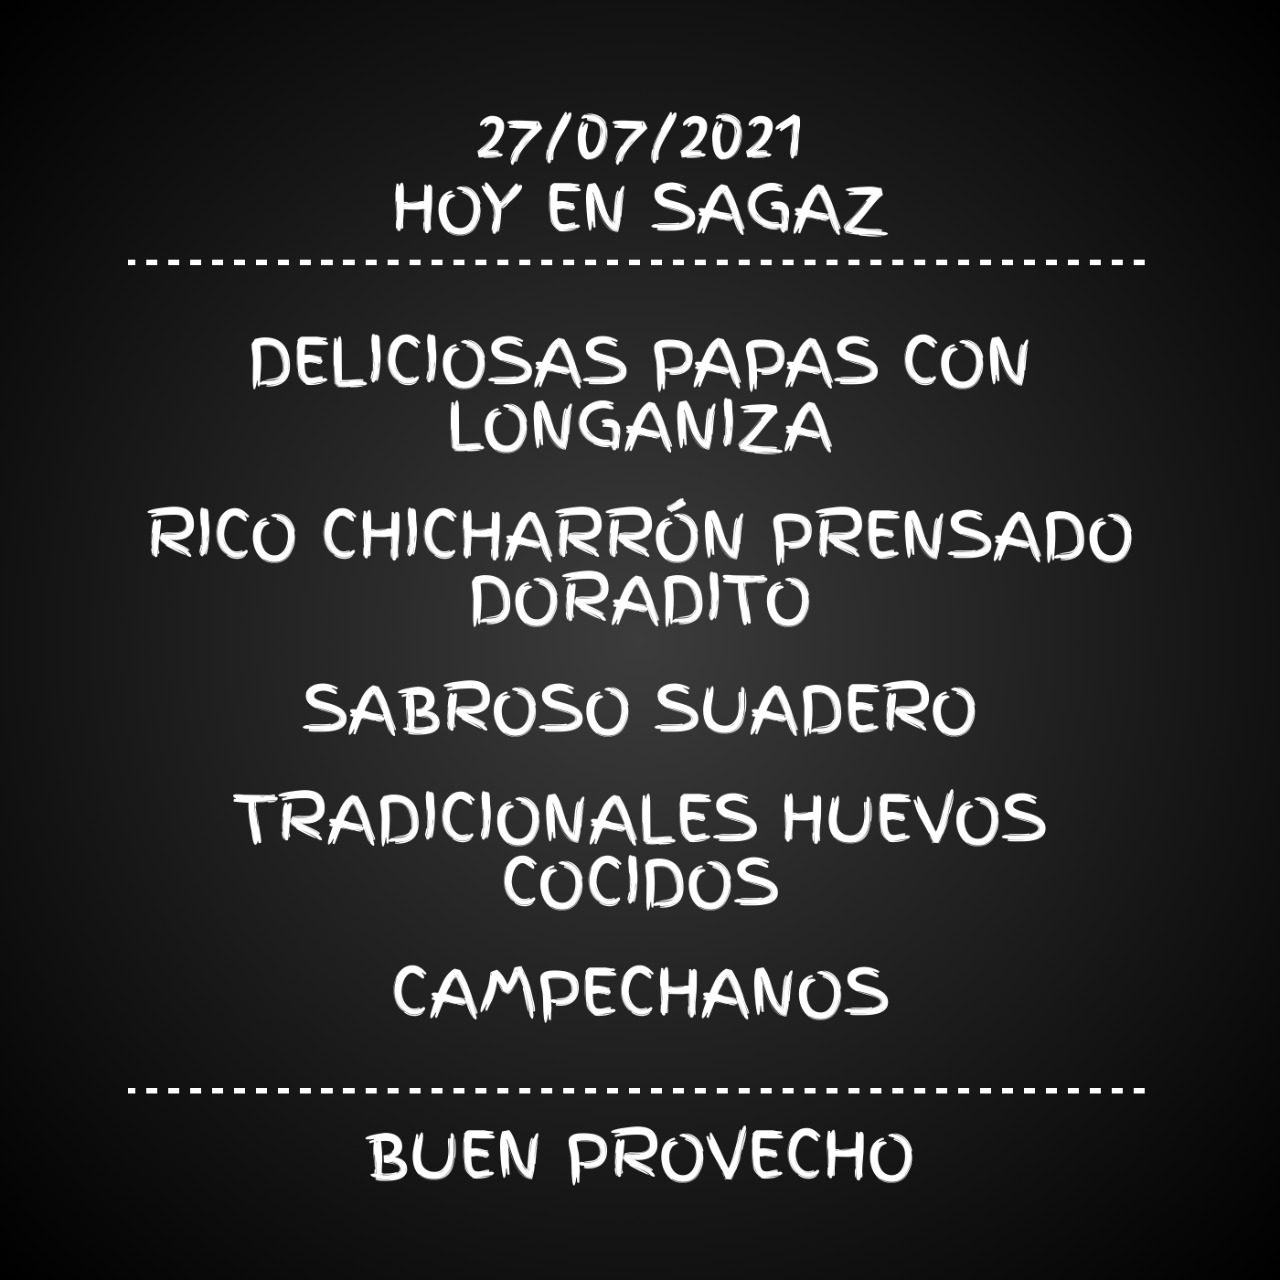 27/07/2021
HOY EN SAGAZ
DELICIOSAS PAPAS CON
LONGANIZA
RICO CHICHARRÓN PRENSADO
DORADITO
SABROSO SUADERO
TRADICIONALES HUEVOS
COCIDOS
CAMPECHANOS
BUEN PROVECHO